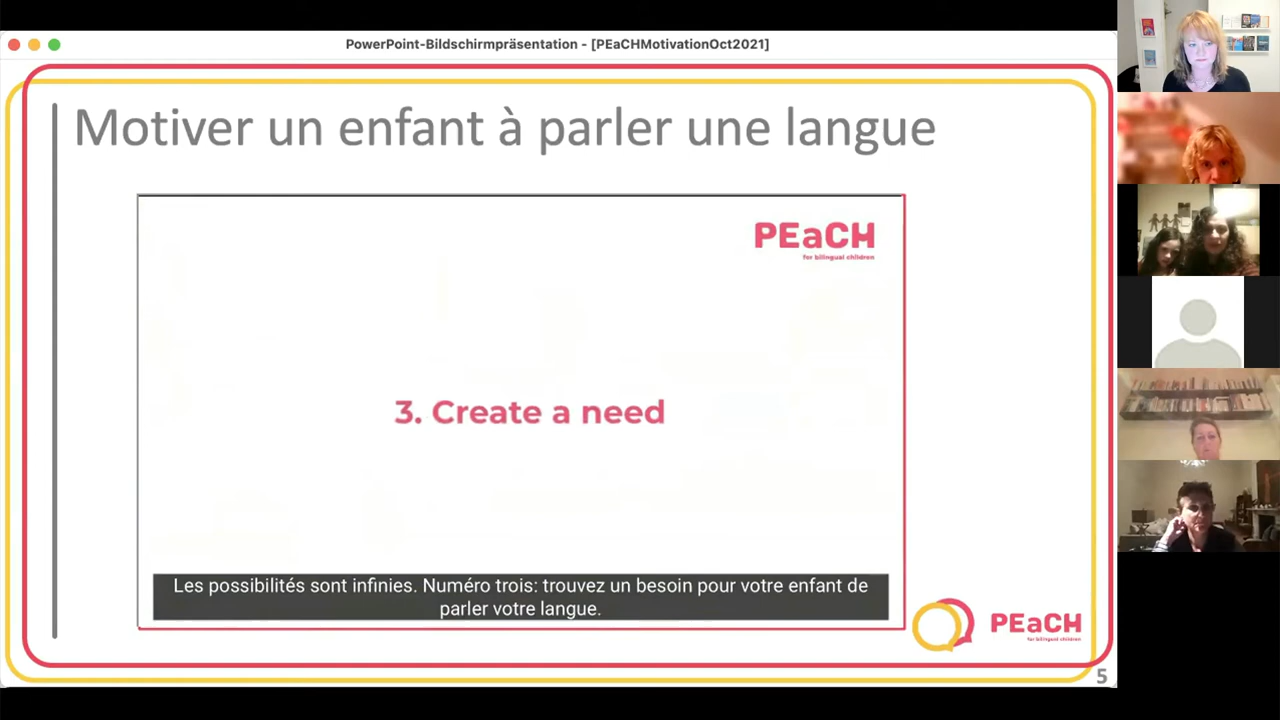 PowerPoint-Bildschirmpräsentation - [PEaCHMotivationOct2021]
Motiver un enfant à parler une langue
PEaCH
for bilingual children
3. Create a need
Les possibilités sont infinies. Numéro trois: trouvez un besoin pour votre enfant de
parler votre langue.
PEaCH
for bilingual children
5